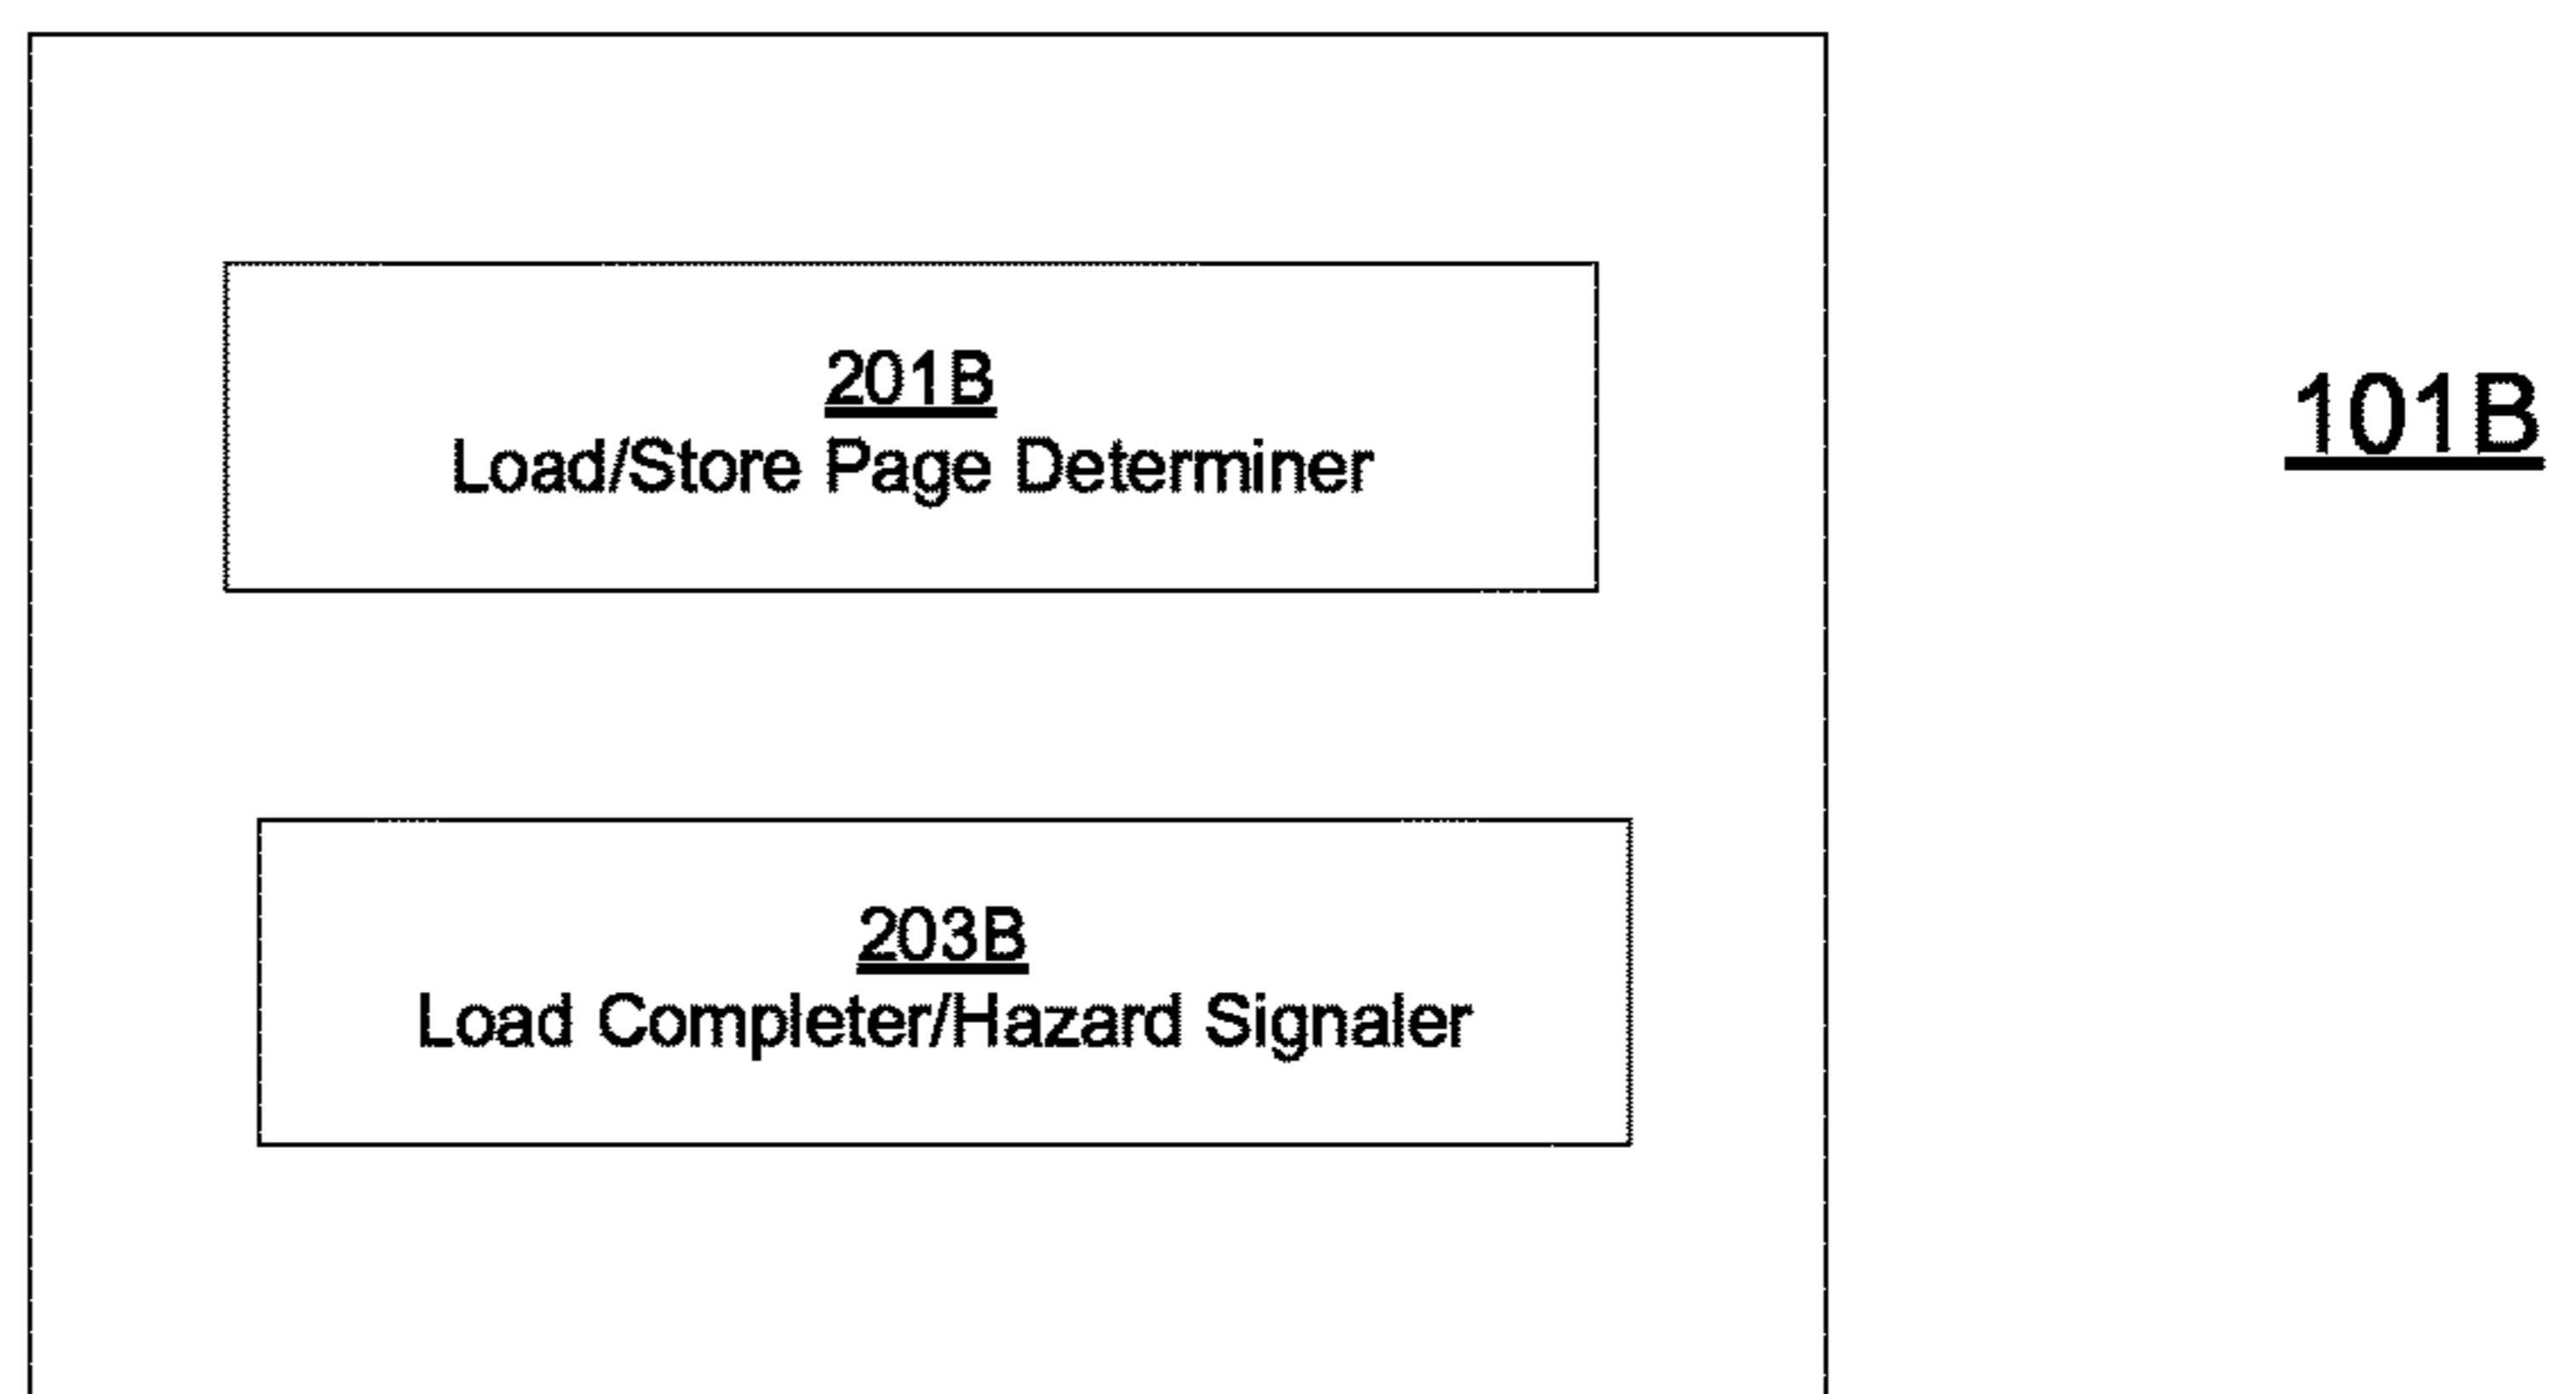 201B
Load/Store Page Determiner
101B
203B
Load Completer/Hazard Signaler